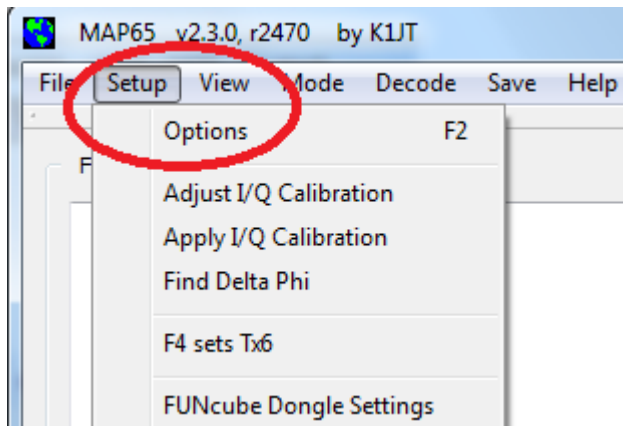 MAP65 v2.3.0, r2470 by K1JT
File Setup View Mode Decode Save Help
Options F2
Adjust I/Q Calibration
Apply I/Q Calibration
Find Delta Phi
F4 sets Tx6
FUNcube Dongle Settings